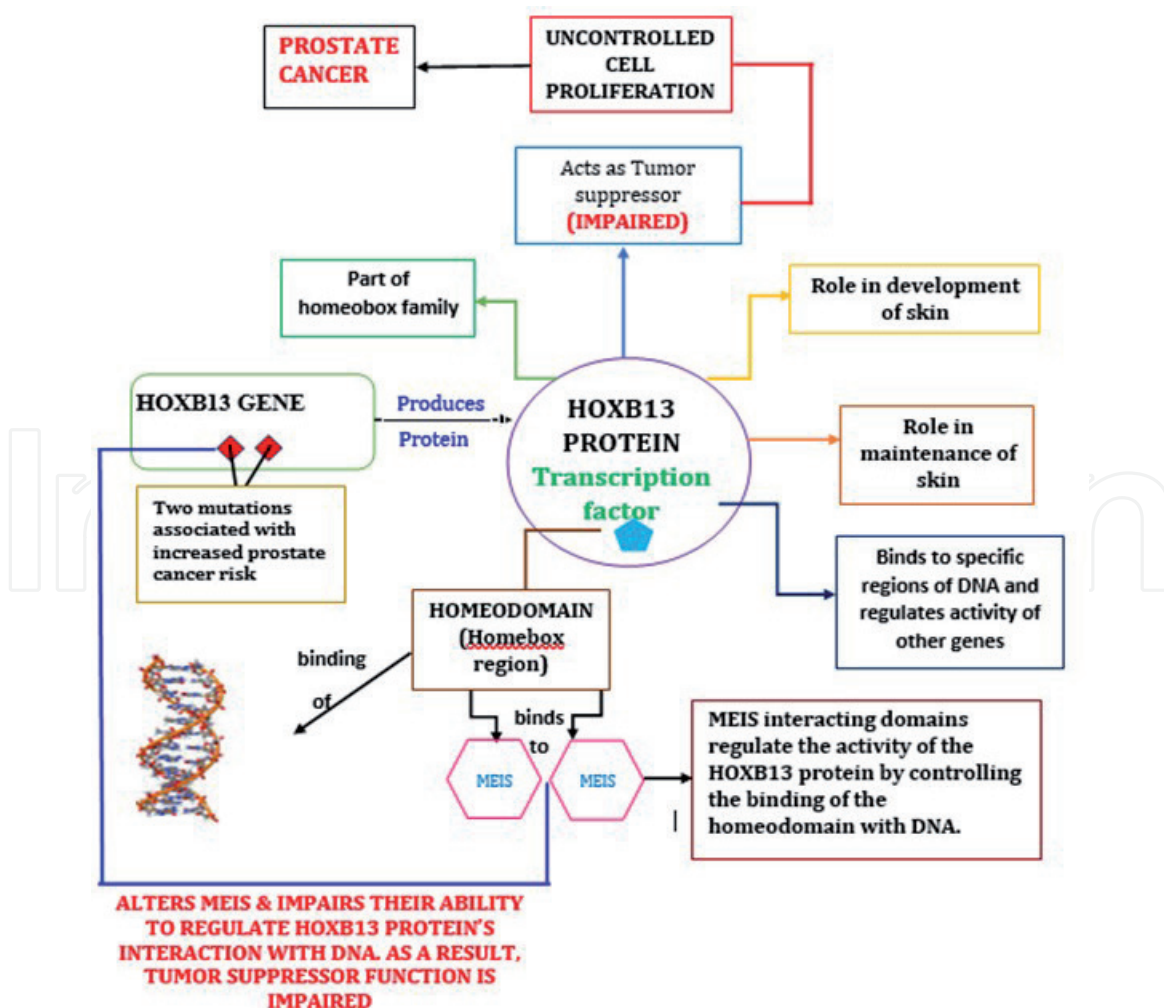 PROSTATE
CANCER
UNCONTROLLED
CELL
PROLIFERATION
Acts as Tumor
suppressor
(IMPAIRED)
Part of
homeobox family
Role in development
of skin
HOXB13 GENE
Produces
Protein
HOXB13
PROTEIN
Transcription
factor
Role in
maintenance of
skin
Two mutations
associated with
increased prostate
cancer risk
Binds to specific
regions of DNA and
regulates activity of
other genes
HOMEODOMAIN
(Homebox
region)
binding
of
binds
to
MEIS
MEIS
MEIS interacting domains
regulate the activity of the
HOXB13 protein by controlling
the binding of the
homeodomain with DNA.
ALTERS MEIS & IMPAIRS THEIR ABILITY
TO REGULATE HOXB13 PROTEIN'S
INTERACTION WITH DNA. AS A RESULT,
TUMOR SUPPRESSOR FUNCTION IS
IMPAIRED